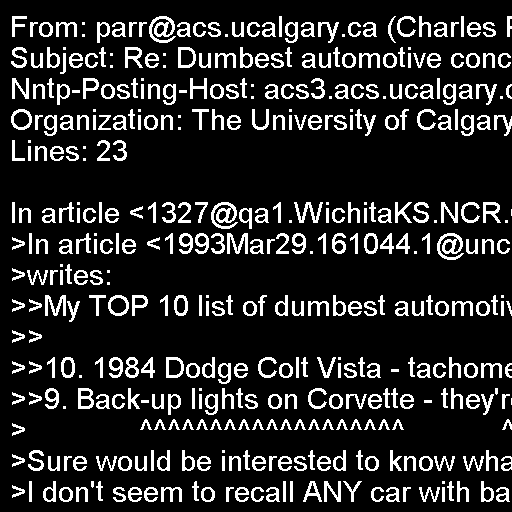 From: parr@acs.ucalgary.ca (Charles
Subject: Re: Dumbest automotive conc
Nntp-Posting-Host: acs3.acs.ucalgary.
Organization: The University of Calgary
Lines: 23

In article <1327@qa1.WichitaKS.NCR.
>In article <1993Mar29.161044.1@unc
>writes:
>>My TOP 10 list of dumbest automotiv
>>
>>10. 1984 Dodge Colt Vista - tachome
>>9. Back-up lights on Corvette - they'r
> ^^^^^^^^^^^^^^^^^^^ ^
>Sure would be interested to know wha
>I don't seem to recall ANY car with ba